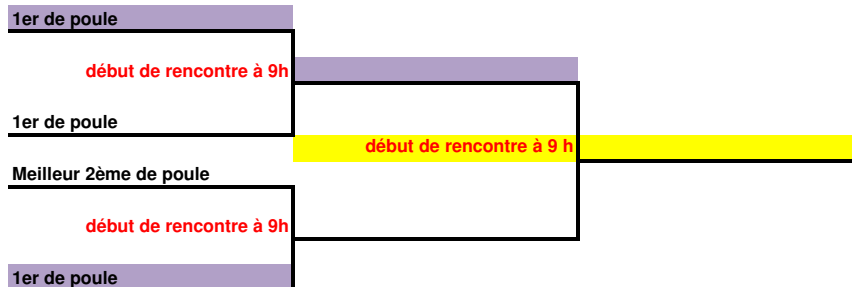 1er de poule
début de rencontre à 9h
1er de poule
début de rencontre à 9 h
Meilleur 2ème de poule
début de rencontre à 9h
1er de poule